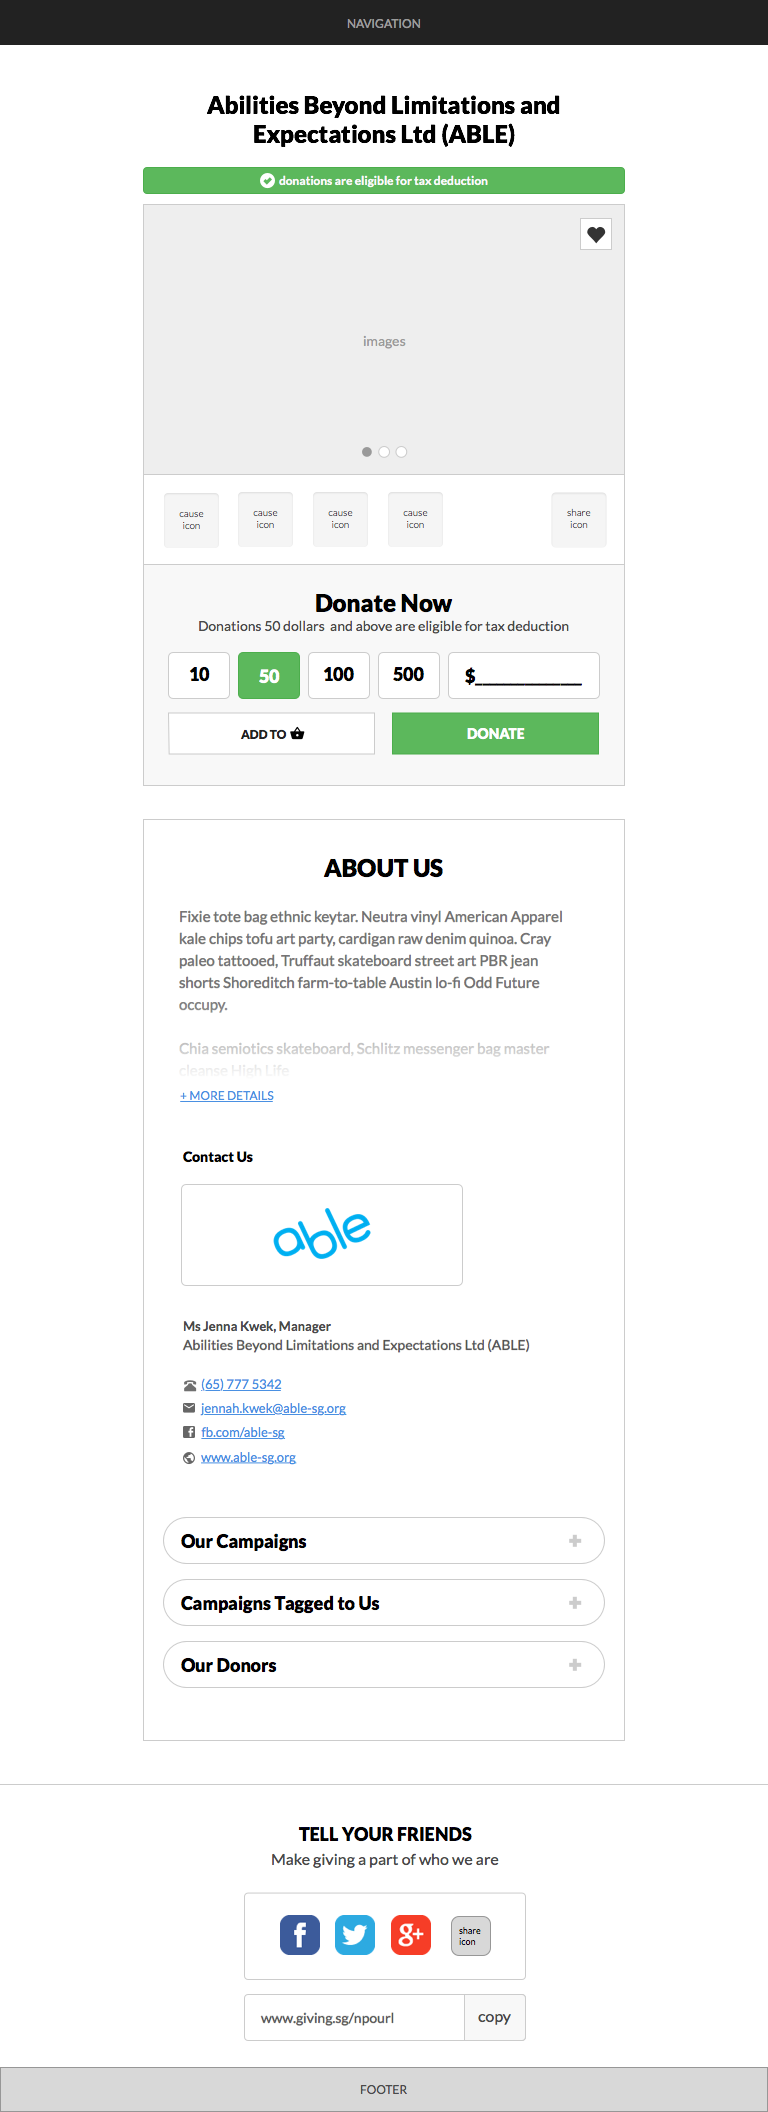 NAVIGATION
Abilities Beyond Limitations and
Expectations Ltd (ABLE)
donations are eligible for tax deduction
images
cause
icon
cause
icon
cause
icon
cause
icon
share
icon
Donate Now
Donations 50 dollars and above are eligible for tax deduction
10
50
100
500
$____________
ADD TO
DONATE
ABOUT US
Fixie tote bag ethnic keytar. Neutra vinyl American Apparel
kale chips tofu art party, cardigan raw denim quinoa. Cray
paleo tattooed, Truffaut skateboard street art PBR jean
shorts Shoreditch farm-to-table Austin lo-fi Odd Future
occupy.
Chia semiotics skateboard, Schlitz messenger bag master
cleanse High Life
+ MORE DETAILS
Contact Us
able
Ms Jenna Kwek, Manager
Abilities Beyond Limitations and Expectations Ltd (ABLE)
(65) 777 5342
jennah.kwek@able-sg.org
fb.com/able-sg
www.able-sg.org
Our Campaigns
Campaigns Tagged to Us
Our Donors
TELL YOUR FRIENDS
Make giving a part of who we are
f
g+
share
icon
www.giving.sg/npourl
copy
FOOTER